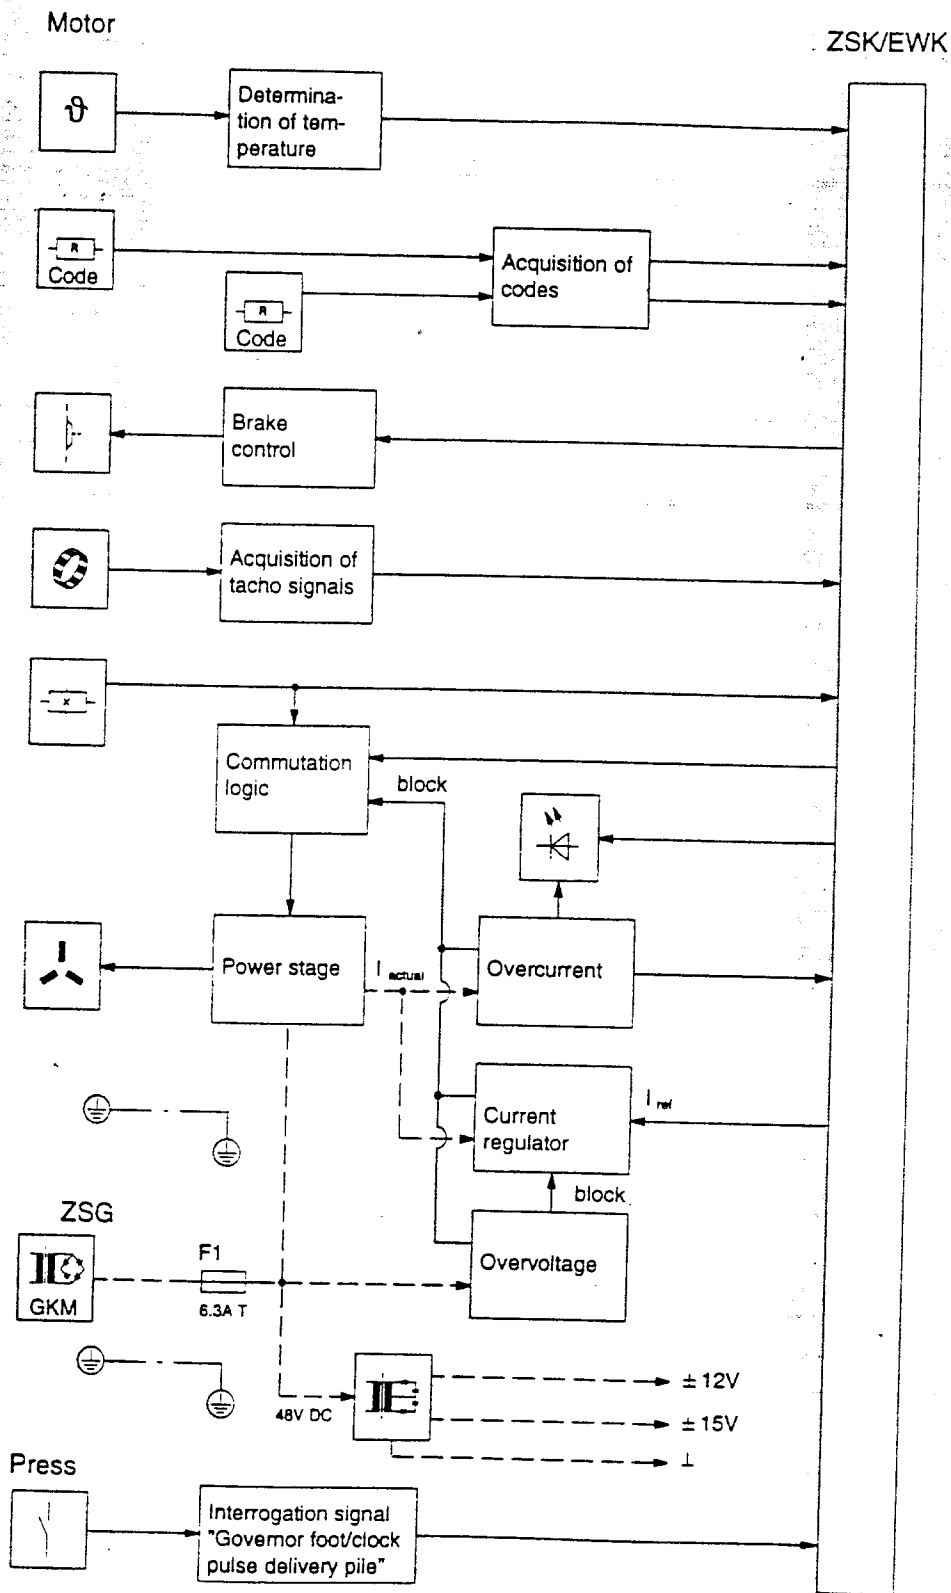 Motor
ZSK/EWK
ϑ
Determina-
tion of tem-
perature
R
Code
R
Code
Acquisition of
codes
Brake
control
Acquisition of
tacho signals
x
Commutation
logic
block
Power stage
I actual
Overcurrent
Current
regulator
I ref
block
ZSG
GKM
F1
6.3A T
Overvoltage
48V DC
± 12V
± 15V
⊥
Press
Interrogation signal
"Governor foot/clock
pulse delivery pile"